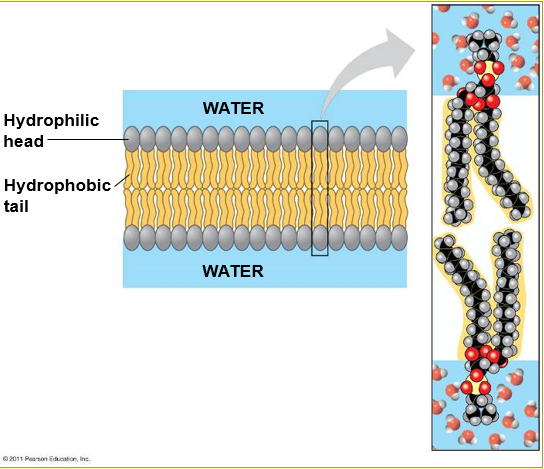 WATER
Hydrophilic
head
Hydrophobic
tail
WATER
© 2011 Pearson Education, Inc.